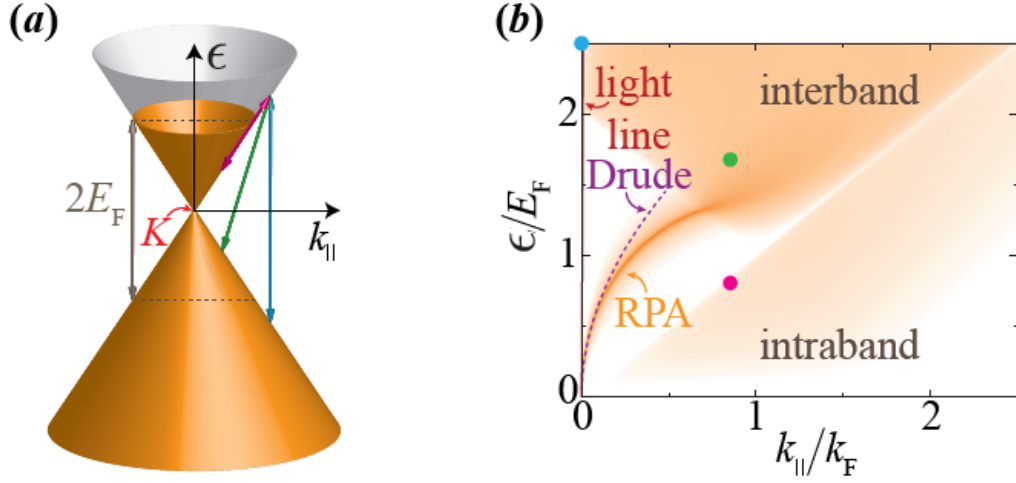 (a)
ϵ
2E_F
K
k_||
(b)
light
line
Drude
RPA
interband
intraband
ϵ/E_F
2
1
0
0
1
2
k_||/k_F